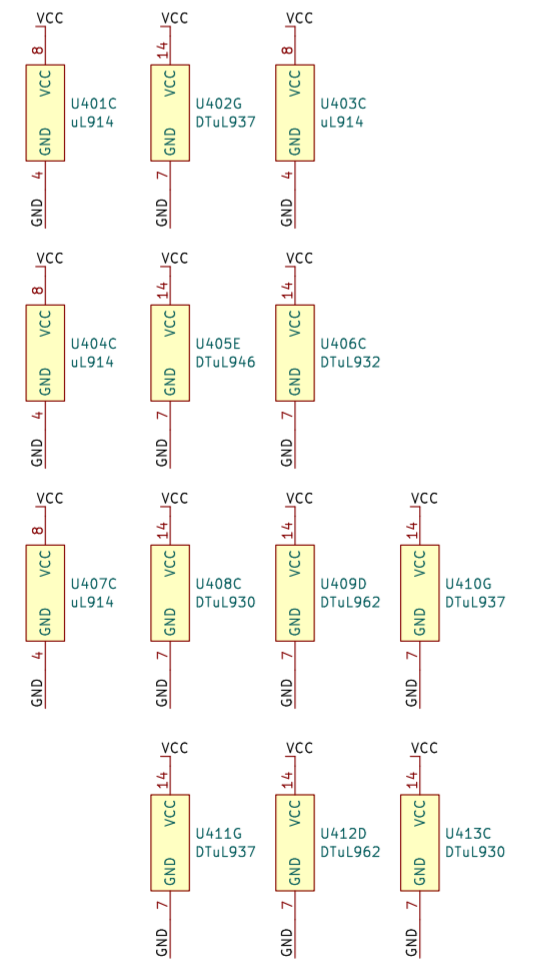 VCC
8
VCC
GND
U401C
uL914
4
GND
VCC
14
VCC
GND
U402G
DTuL937
7
GND
VCC
8
VCC
GND
U403C
uL914
4
GND
VCC
8
VCC
GND
U404C
uL914
4
GND
VCC
14
VCC
GND
U405E
DTuL946
7
GND
VCC
14
VCC
GND
U406C
DTuL932
7
GND
VCC
8
VCC
GND
U407C
uL914
4
GND
VCC
14
VCC
GND
U408C
DTuL930
7
GND
VCC
14
VCC
GND
U409D
DTuL962
7
GND
VCC
14
VCC
GND
U410G
DTuL937
7
GND
VCC
14
VCC
GND
U411G
DTuL937
7
GND
VCC
14
VCC
GND
U412D
DTuL962
7
GND
VCC
14
VCC
GND
U413C
DTuL930
7
GND